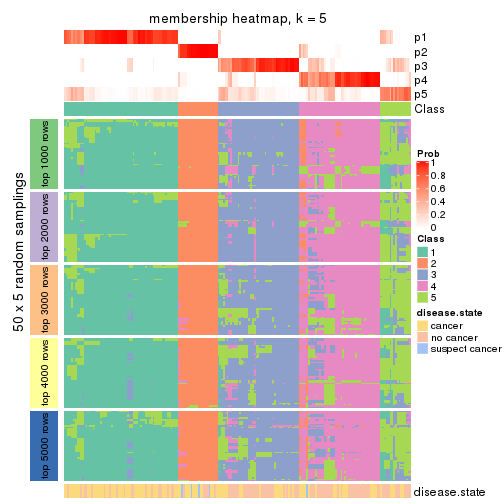 membership heatmap, k = 5
p1
p2
p3
p4
p5
Class
50 x 5 random samplings
top 1000 rows
top 2000 rows
top 3000 rows
top 4000 rows
top 5000 rows
Prob
1
0.8
0.6
0.4
0.2
0
Class
1
2
3
4
5
disease.state
cancer
no cancer
suspect cancer
disease.state